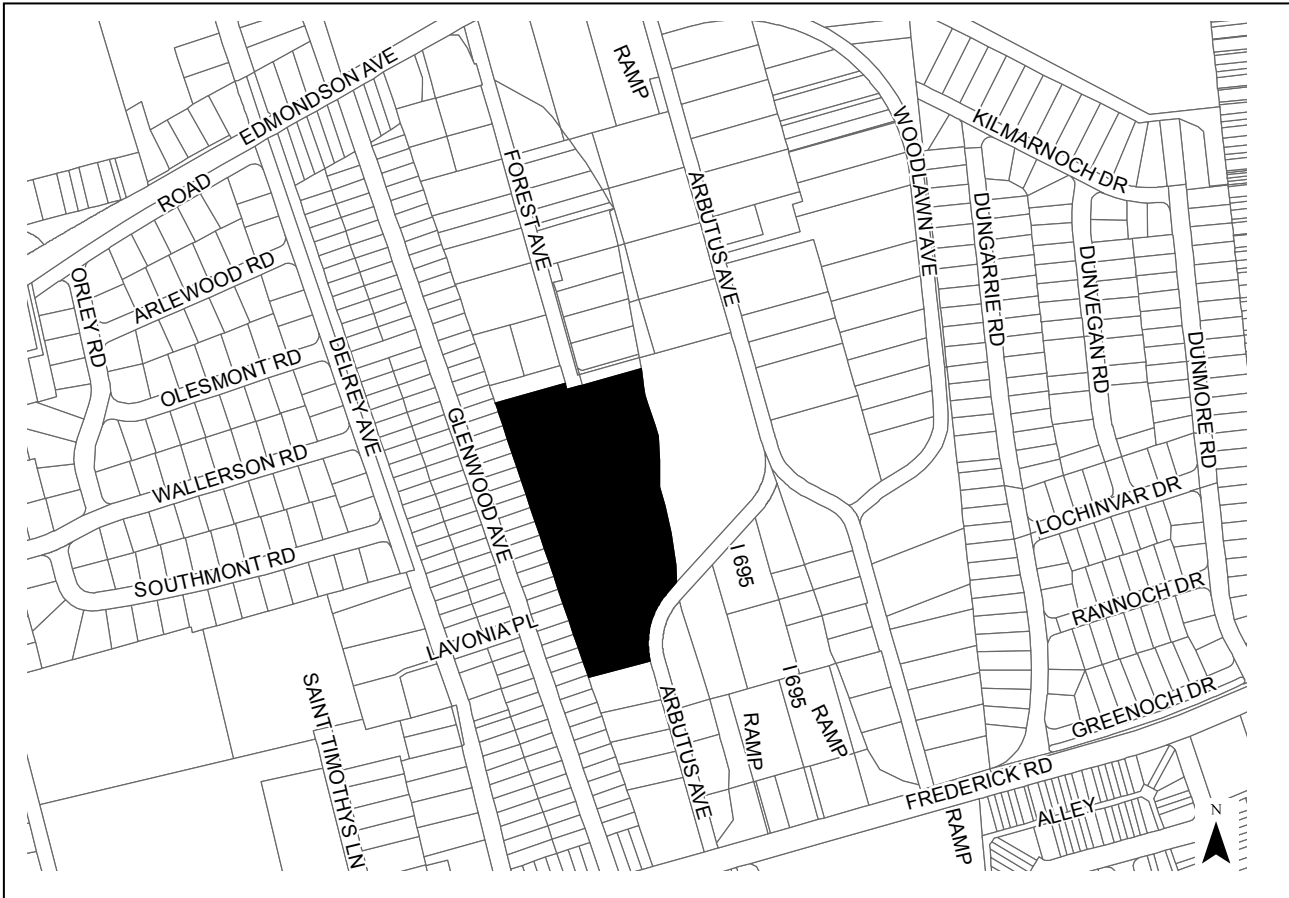 RAMP
EDMONDSON AVE
ROAD
FOREST AVE
ARBUTUS AVE
WOODLAWN AVE
KILMARNOCH DR
DUNGARRIE RD
DUNVEGAN RD
DUNMORE RD
ORLEY RD
ARLEWOOD RD
OLESMONT RD
DELREY AVE
GLENWOOD AVE
WALLERSON RD
SOUTHMONT RD
LAVONIA PL
SAINT TIMOTHYS LN
I 695
LOCHINVAR DR
RANNOCH DR
GREENOCH DR
ARBUTUS AVE
RAMP
I 695
RAMP
FREDERICK RD
RAMP
ALLEY
N